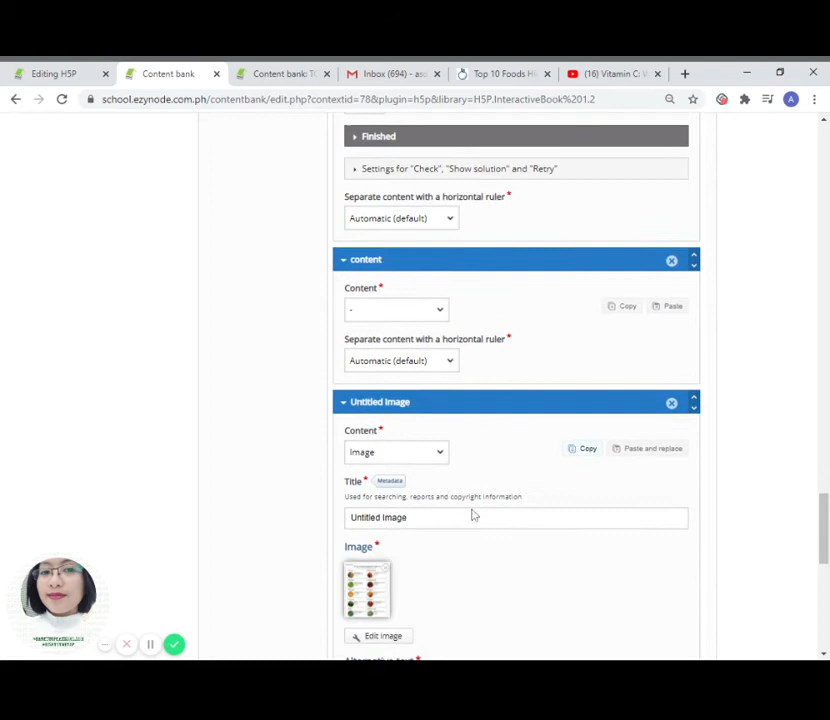 Editing H5P
Content bank
Content bank: T
Inbox (694) - as
Top 10 Foods Hi
(16) Vitamin C: V
school.ezynode.com.ph/contentbank/edit.php?contextid=78&plugin=h5p&library=H5P.InteractiveBook%201.2
A
Finished
Settings for "Check", "Show solution" and "Retry"
Separate content with a horizontal ruler *
Automatic (default)
content
Content *
-
Copy
Paste
Separate content with a horizontal ruler *
Automatic (default)
Untitled Image
Content *
Image
Copy
Paste and replace
Title * Metadata
Used for searching, reports and copyright information
Untitled Image
Image *
Edit image
Alternative text *